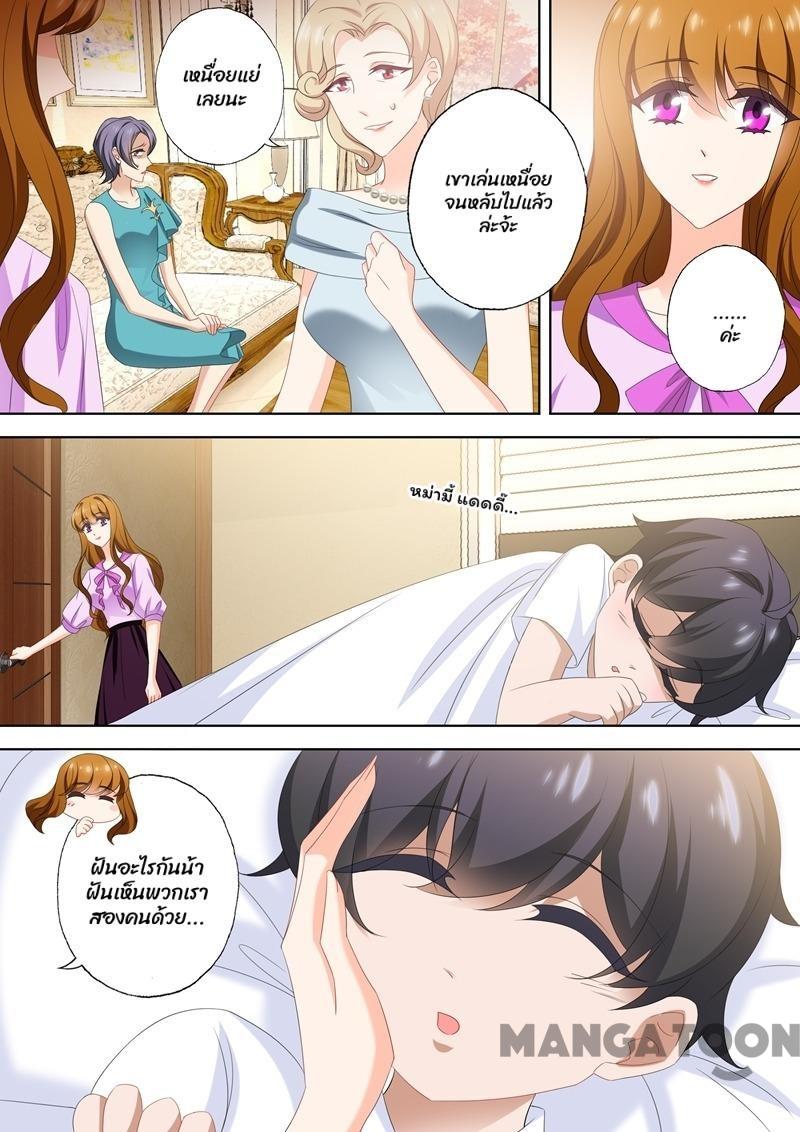 เหนื่อยแย่
เลยนะ
เขาเล่นเหนื่อย
จนหลับไปแล้ว
ล่ะจ้ะ
......
ค่ะ
หม่ามี้ แดดดี๊...
ฝันอะไรกันน้า
ฝันเห็นพวกเรา
สองคนด้วย...
MANGATOON